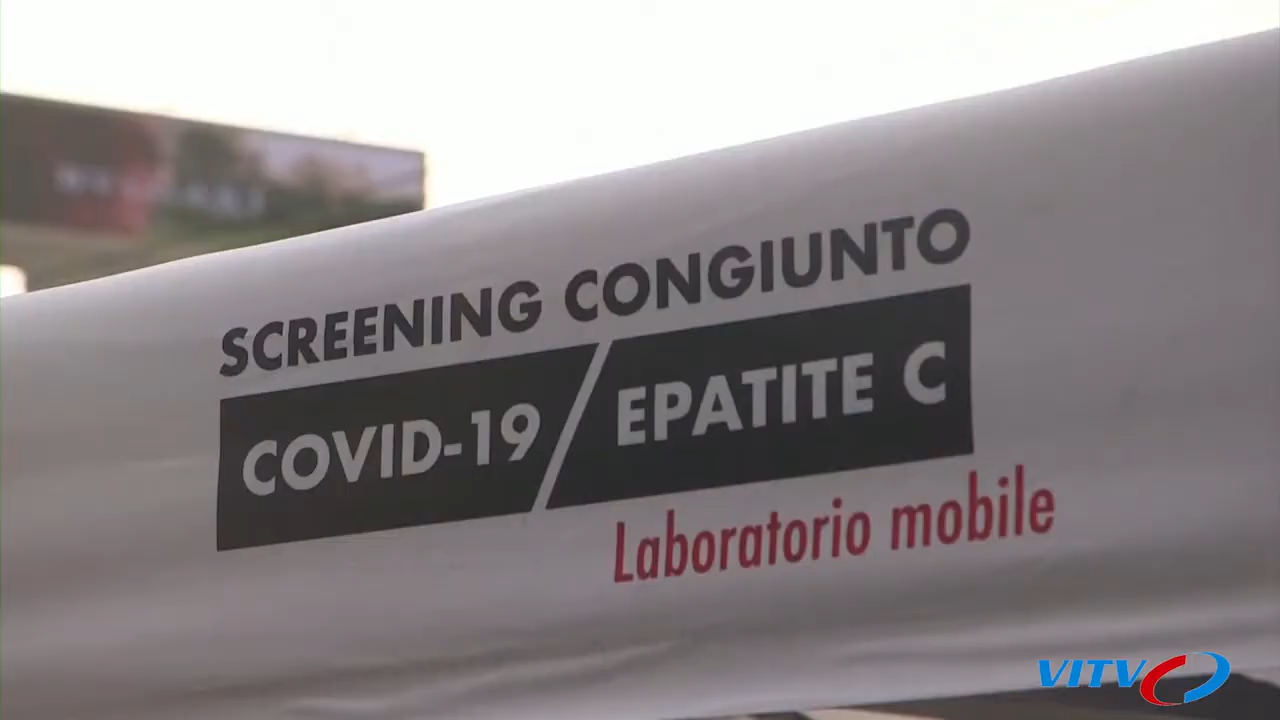 SCREENING CONGIUNTO
COVID-19 / EPATITE C
Laboratorio mobile
VITV